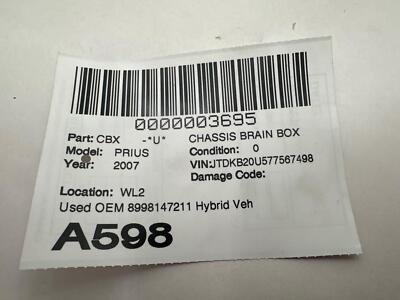 0000003695
Part: CBX -*U* CHASSIS BRAIN BOX
Model: PRIUS Condition: 0
Year: 2007 VIN:JTDKB20U577567498
Damage Code:
Location: WL2
Used OEM 8998147211 Hybrid Veh
A598